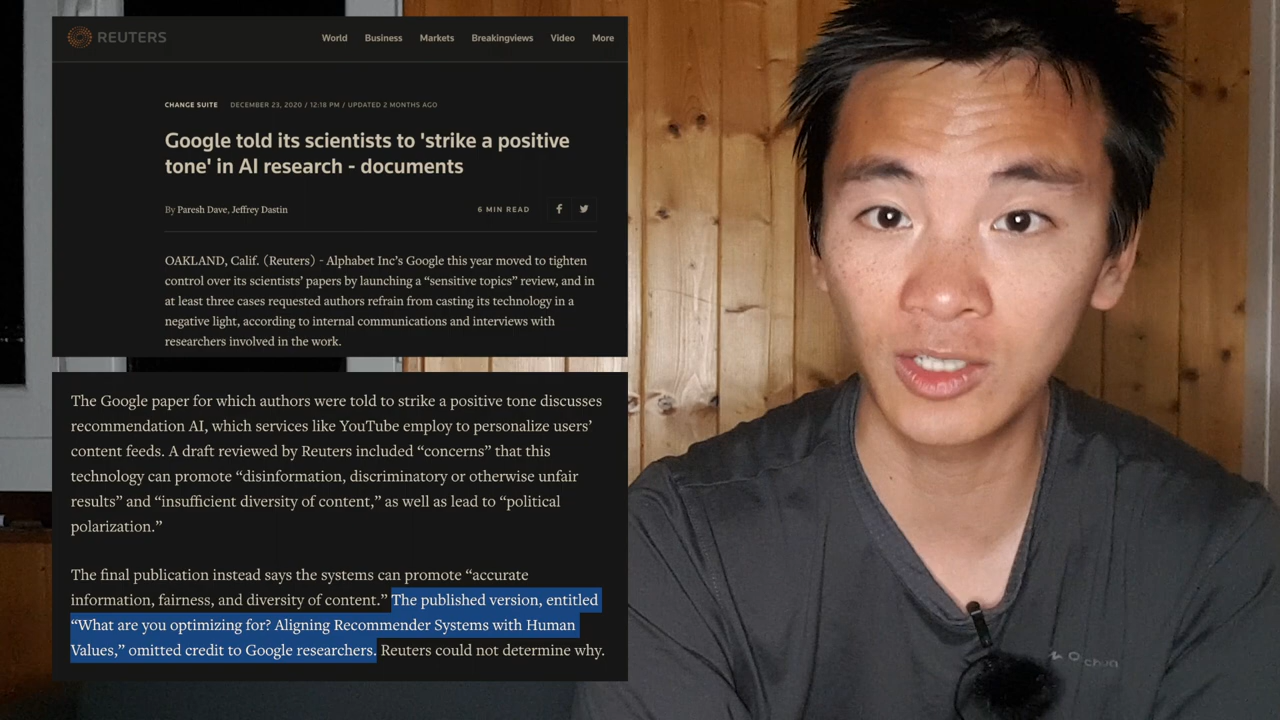 REUTERS
World Business Markets Breakingviews Video More
CHANGE SUITE DECEMBER 23, 2020 / 12:18 PM / UPDATED 2 MONTHS AGO
Google told its scientists to 'strike a positive
tone' in AI research - documents
By Paresh Dave, Jeffrey Dastin
6 MIN READ
OAKLAND, Calif. (Reuters) - Alphabet Inc’s Google this year moved to tighten
control over its scientists’ papers by launching a “sensitive topics” review, and in
at least three cases requested authors refrain from casting its technology in a
negative light, according to internal communications and interviews with
researchers involved in the work.
The Google paper for which authors were told to strike a positive tone discusses
recommendation AI, which services like YouTube employ to personalize users’
content feeds. A draft reviewed by Reuters included “concerns” that this
technology can promote “disinformation, discriminatory or otherwise unfair
results” and “insufficient diversity of content,” as well as lead to “political
polarization.”
The final publication instead says the systems can promote “accurate
information, fairness, and diversity of content.” The published version, entitled
“What are you optimizing for? Aligning Recommender Systems with Human
Values,” omitted credit to Google researchers. Reuters could not determine why.